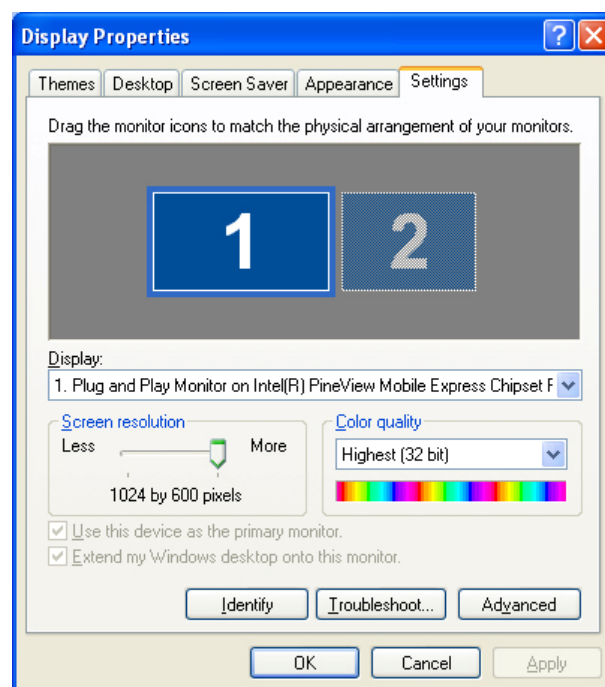 Display Properties
Themes Desktop Screen Saver Appearance Settings
Drag the monitor icons to match the physical arrangement of your monitors.
1 2
Display:
1. Plug and Play Monitor on Intel(R) PineView Mobile Express Chipset F
Screen resolution
Less More
1024 by 600 pixels
Color quality
Highest (32 bit)
Use this device as the primary monitor.
Extend my Windows desktop onto this monitor.
Identify Troubleshoot... Advanced
OK Cancel Apply